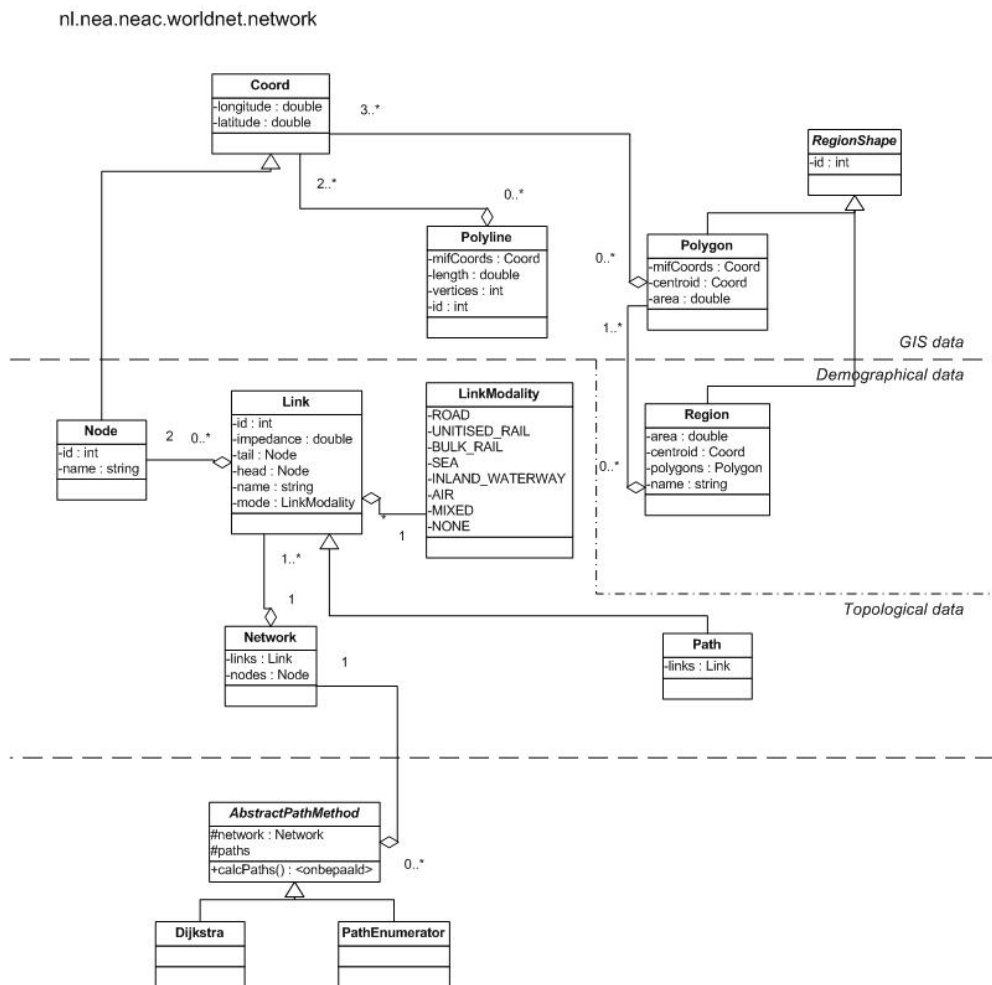 nl.nea.neac.worldnet.network
Coord
-longitude : double
-latitude : double
3..*
RegionShape
-id : int
2..*
0..*
Polyline
-mifCoords : Coord
-length : double
-vertices : int
-id : int
Polygon
-mifCoords : Coord
-centroid : Coord
-area : double
0..*
1..*
GIS data
Demographical data
Node
-id : int
-name : string
2
0..*
Link
-id : int
-impedance : double
-tail : Node
-head : Node
-name : string
-mode : LinkModality
*
1
LinkModality
-ROAD
-UNITISED_RAIL
-BULK_RAIL
-SEA
-INLAND_WATERWAY
-AIR
-MIXED
-NONE
Region
-area : double
-centroid : Coord
-polygons : Polygon
-name : string
0..*
1..*
1
Topological data
Network
-links : Link
-nodes : Node
1
Path
-links : Link
AbstractPathMethod
#network : Network
#paths
+calcPaths() : <onbepaald>
0..*
Dijkstra
PathEnumerator